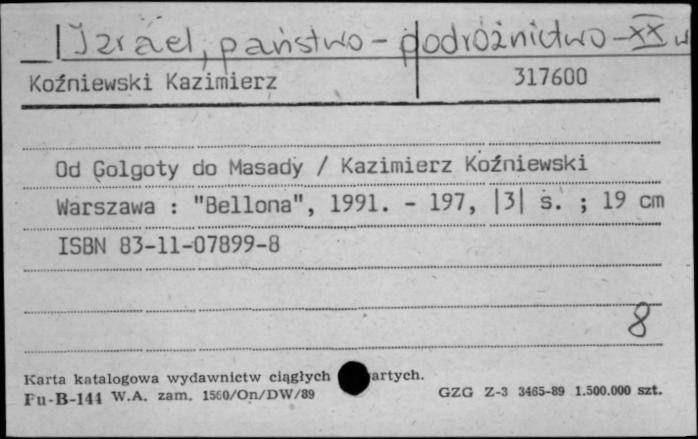 Izrael, państwo - podróżnictwo - XX w
Koźniewski Kazimierz 317600
Od Golgoty do Masady / Kazimierz Koźniewski
Warszawa : "Bellona", 1991. - 197, |3| s. ; 19 cm
ISBN 83-11-07899-8
8
Karta katalogowa wydawnictw ciągłych artych.
Pu-B-144 W.A. zam. 1560/On/DW/89 GZG Z-3 3465-89 1.500.000 szt.